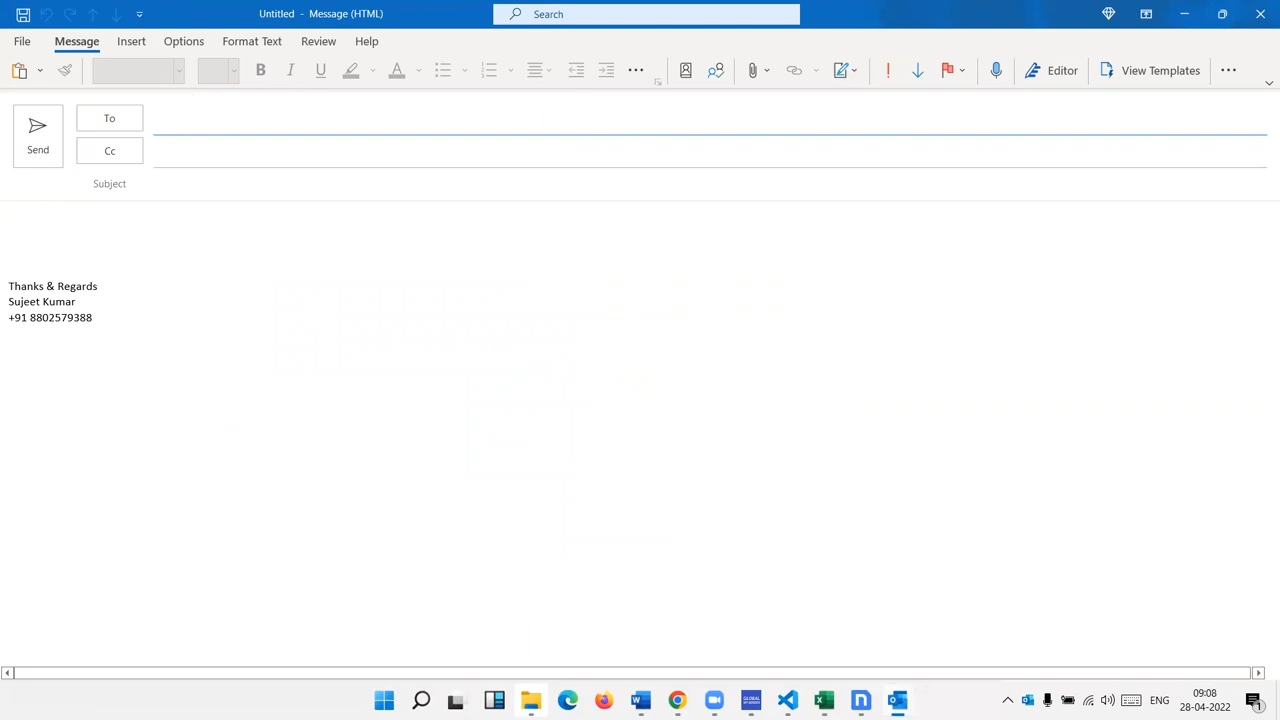 Untitled - Message (HTML)
Search
File Message Insert Options Format Text Review Help
B I U A Editor View Templates
Send
To
Cc
Subject
Thanks & Regards
Sujeet Kumar
+91 8802579388
ENG
09:08
28-04-2022